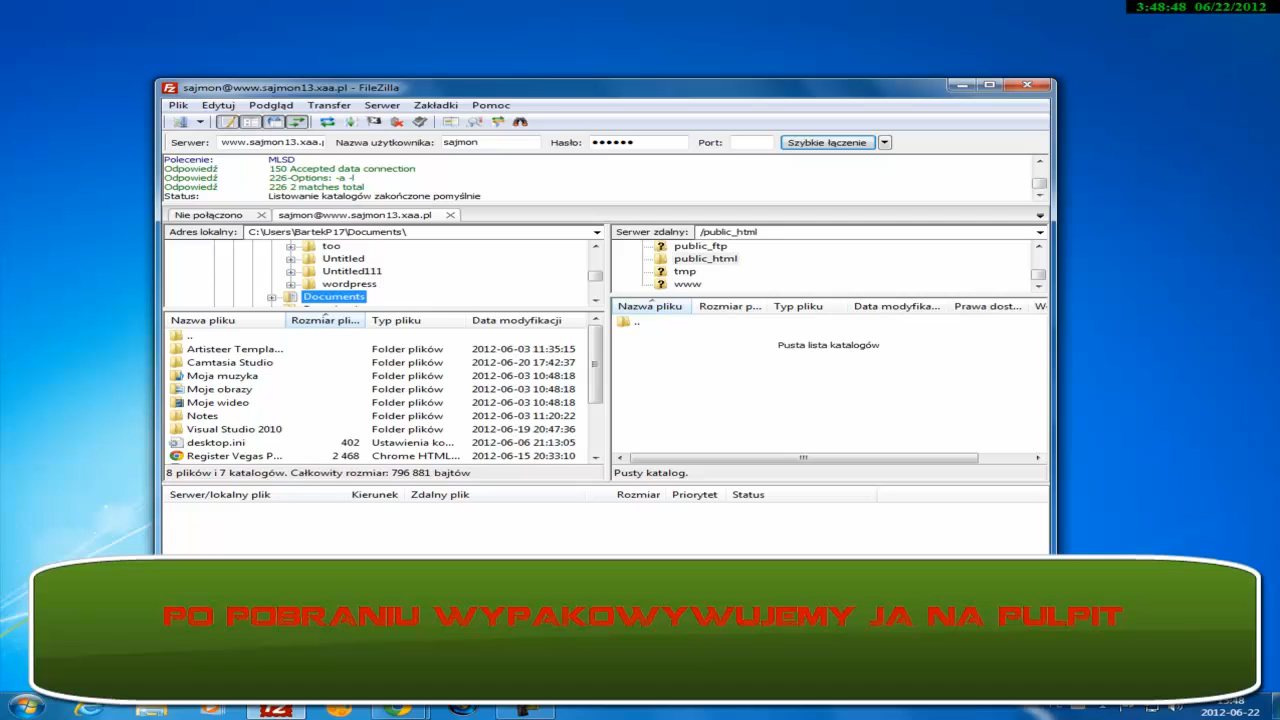 3:48:48 06/22/2012
sajmon@www.sajmon13.xaa.pl - FileZilla
Plik Edytuj Podgląd Transfer Serwer Zakładki Pomoc
Serwer: www.sajmon13.xaa.p Nazwa użytkownika: sajmon Hasło: ●●●●●● Port: Szybkie łączenie
Polecenie: MLSD
Odpowiedź 150 Accepted data connection
Odpowiedź 226-Options: -a -l
Odpowiedź 226 2 matches total
Status: Listowanie katalogów zakończone pomyślnie
Nie połączono sajmon@www.sajmon13.xaa.pl
Adres lokalny: C:\Users\BartekP17\Documents\ Serwer zdalny: /public_html
too
Untitled
Untitled111
wordpress
Documents
public_ftp
public_html
tmp
www
Nazwa pliku Rozmiar pli... Typ pliku Data modyfikacji
..
Artisteer Templa... Folder plików 2012-06-03 11:35:15
Camtasia Studio Folder plików 2012-06-20 17:42:37
Moja muzyka Folder plików 2012-06-03 10:48:18
Moje obrazy Folder plików 2012-06-03 10:48:18
Moje wideo Folder plików 2012-06-03 10:48:18
Notes Folder plików 2012-06-03 11:20:22
Visual Studio 2010 Folder plików 2012-06-19 20:47:36
desktop.ini 402 Ustawienia ko... 2012-06-06 21:13:05
Register Vegas P... 2 468 Chrome HTML... 2012-06-15 20:33:10
8 plików i 7 katalogów. Całkowity rozmiar: 796 881 bajtów
Nazwa pliku Rozmiar p... Typ pliku Data modyfika... Prawa dost... W
..
Pusta lista katalogów
Pusty katalog.
Serwer/lokalny plik Kierunek Zdalny plik Rozmiar Priorytet Status
PO POBRANIU WYPAKOWYWUJEMY JA NA PULPIT
2012-06-22